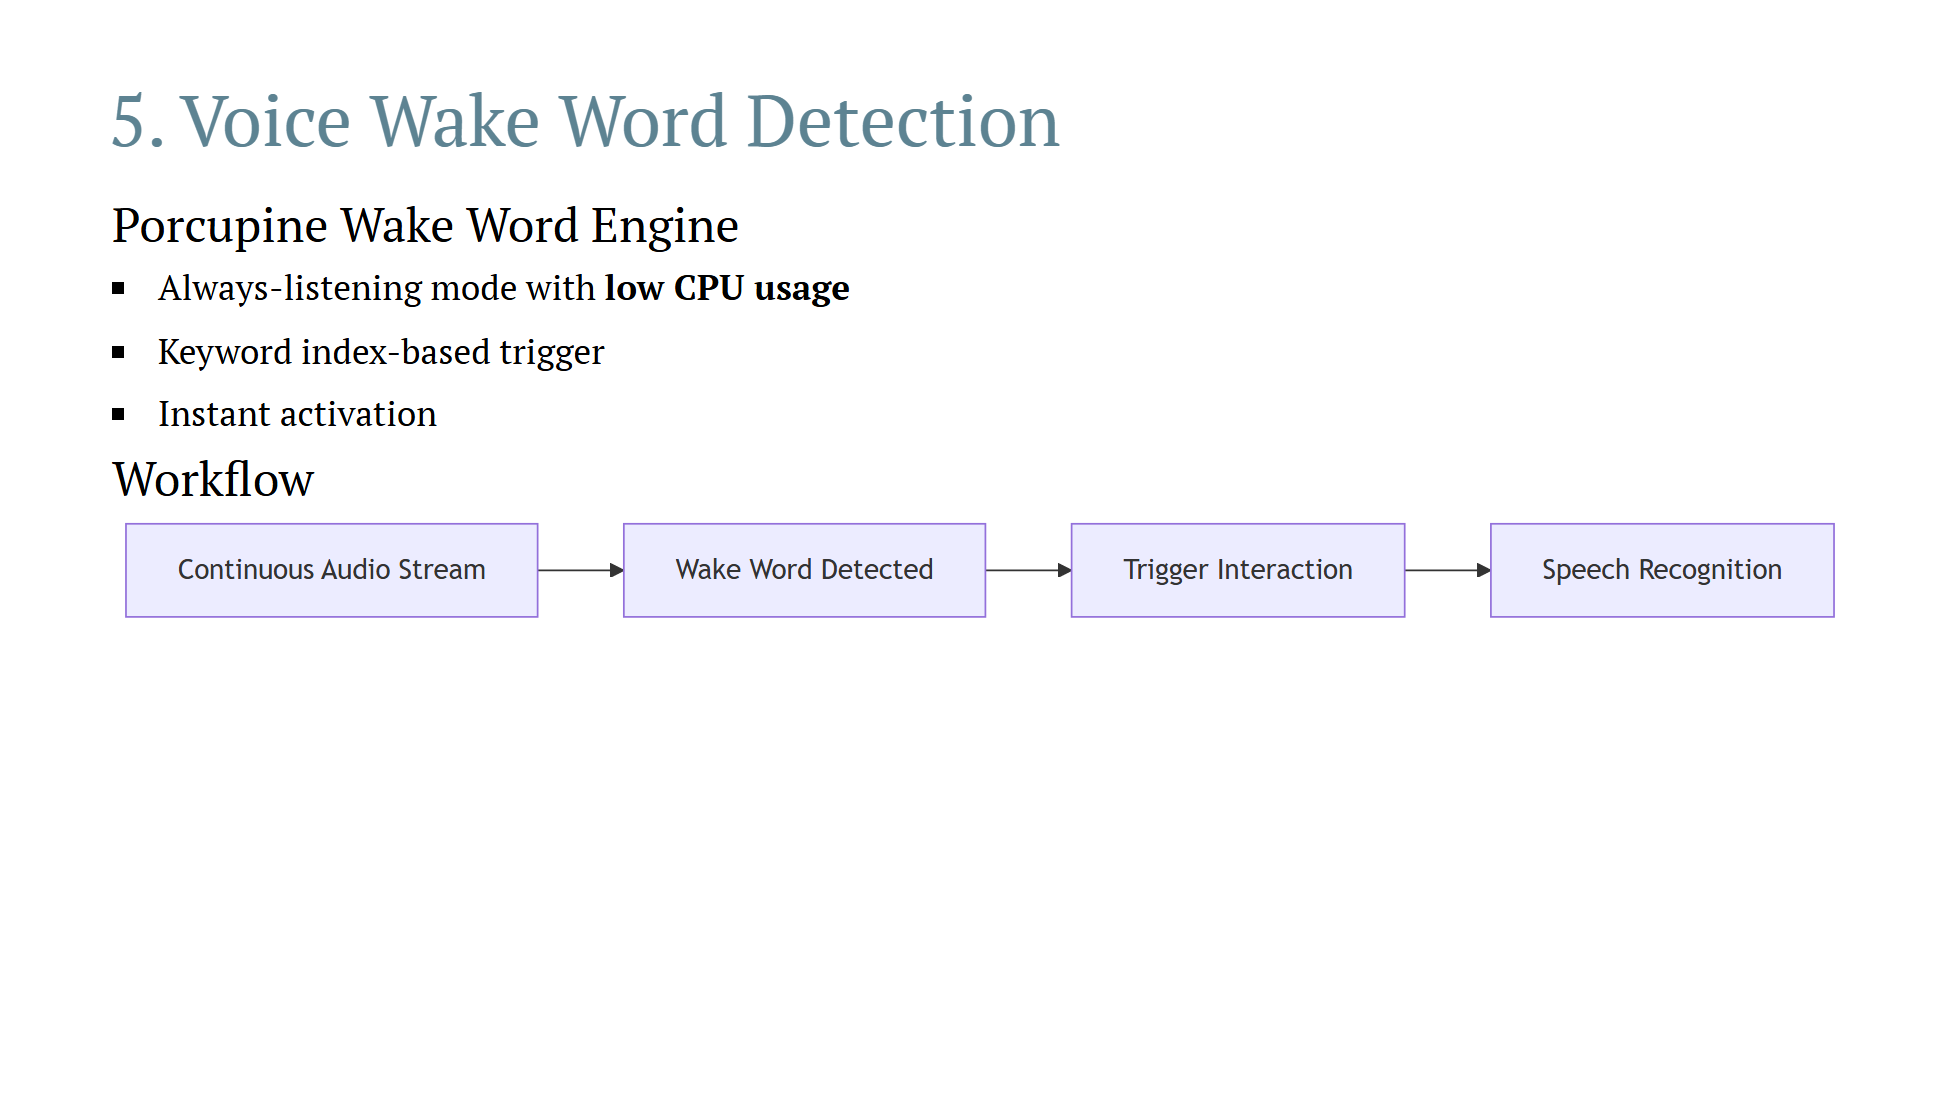 5. Voice Wake Word Detection
Porcupine Wake Word Engine
▪ Always-listening mode with low CPU usage
▪ Keyword index-based trigger
▪ Instant activation
Workflow
Continuous Audio Stream
Wake Word Detected
Trigger Interaction
Speech Recognition